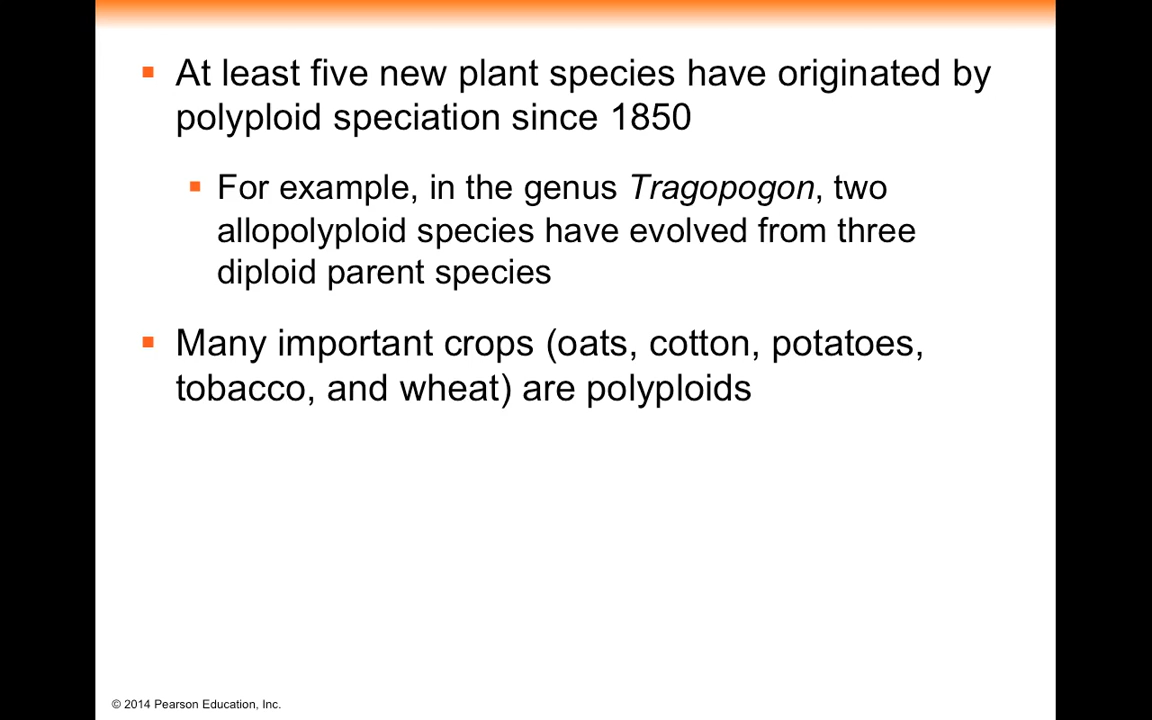 At least five new plant species have originated by
polyploid speciation since 1850
For example, in the genus Tragopogon, two
allopolyploid species have evolved from three
diploid parent species
Many important crops (oats, cotton, potatoes,
tobacco, and wheat) are polyploids
© 2014 Pearson Education, Inc.